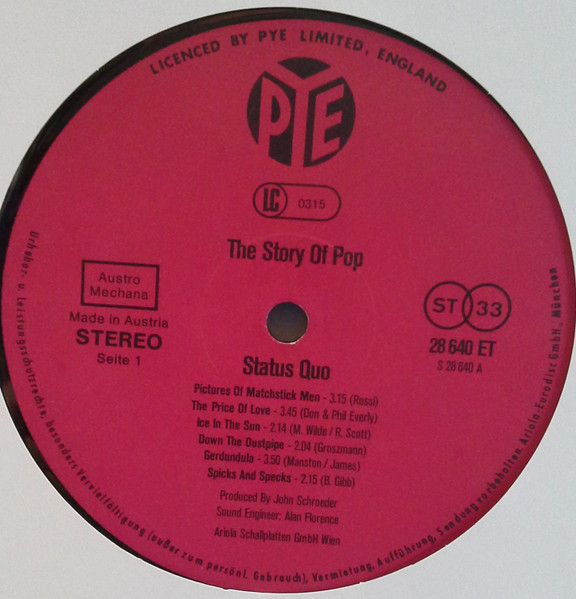 LICENCED BY PYE LIMITED, ENGLAND
PYE
LC 0315
The Story Of Pop
Austro
Mechana
Made in Austria
STEREO
Seite 1
ST 33
28 640 ET
S 28 640 A
Status Quo
Pictures Of Matchstick Men - 3.15 (Rossi)
The Price Of Love - 3.45 (Don & Phil Everly)
Ice In The Sun - 2.14 (M. Wilde / R. Scott)
Down The Dustpipe - 2.04 (Groszmann)
Gerdundula - 3.50 (Manston / James)
Spicks And Specks - 2.15 (B. Gibb)
Produced By John Schroeder
Sound Engineer: Alan Florence
Ariola Schallplatten GmbH Wien
Urheber- u. Leistungsschutzrechte, besonders Vervielfältigung (außer zum persönl. Gebrauch), Vermietung, Aufführung, Sendung vorbehalten. Ariola-Eurodisc GmbH., München